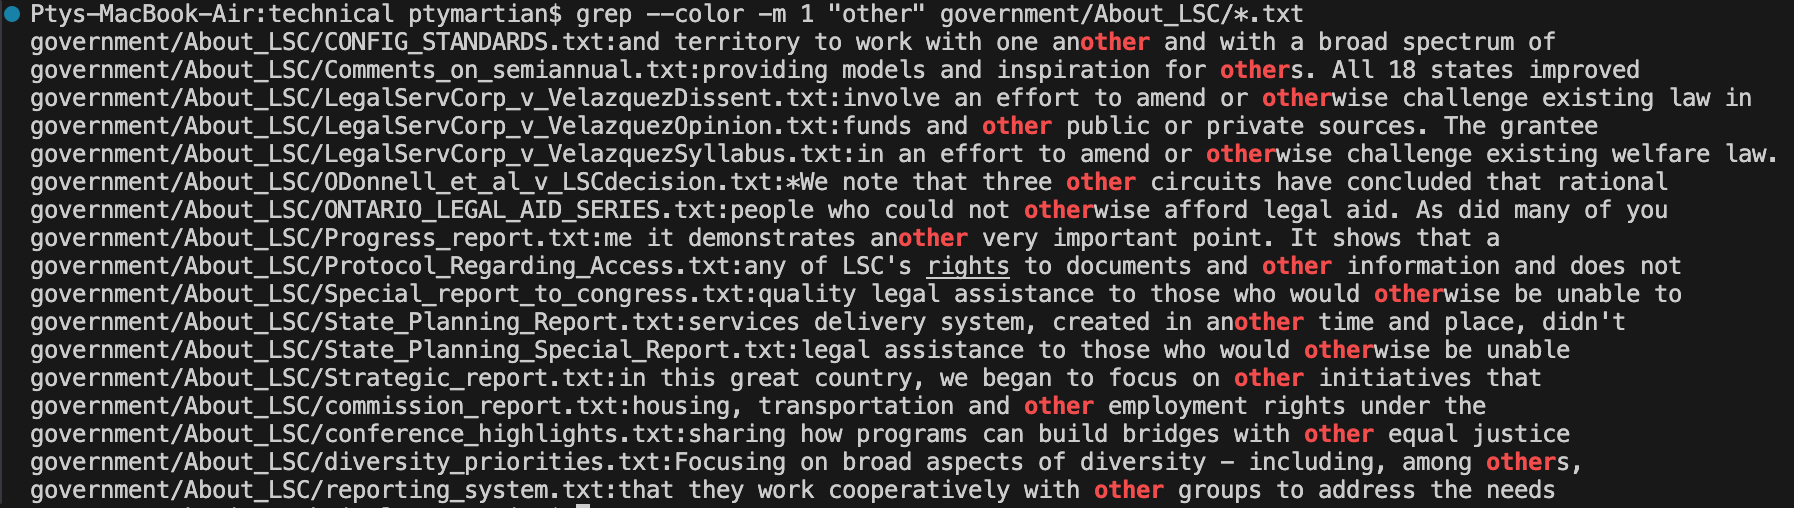 Ptys-MacBook-Air:technical ptymartian$ grep --color -m 1 "other" government/About_LSC/*.txt
government/About_LSC/CONFIG_STANDARDS.txt:and territory to work with one another and with a broad spectrum of
government/About_LSC/Comments_on_semiannual.txt:providing models and inspiration for others. All 18 states improved
government/About_LSC/LegalServCorp_v_VelazquezDissent.txt:involve an effort to amend or otherwise challenge existing law in
government/About_LSC/LegalServCorp_v_VelazquezOpinion.txt:funds and other public or private sources. The grantee
government/About_LSC/LegalServCorp_v_VelazquezSyllabus.txt:in an effort to amend or otherwise challenge existing welfare law.
government/About_LSC/ODonnell_et_al_v_LSCdecision.txt:*We note that three other circuits have concluded that rational
government/About_LSC/ONTARIO_LEGAL_AID_SERIES.txt:people who could not otherwise afford legal aid. As did many of you
government/About_LSC/Progress_report.txt:me it demonstrates another very important point. It shows that a
government/About_LSC/Protocol_Regarding_Access.txt:any of LSC's rights to documents and other information and does not
government/About_LSC/Special_report_to_congress.txt:quality legal assistance to those who would otherwise be unable to
government/About_LSC/State_Planning_Report.txt:services delivery system, created in another time and place, didn't
government/About_LSC/State_Planning_Special_Report.txt:legal assistance to those who would otherwise be unable
government/About_LSC/Strategic_report.txt:in this great country, we began to focus on other initiatives that
government/About_LSC/commission_report.txt:housing, transportation and other employment rights under the
government/About_LSC/conference_highlights.txt:sharing how programs can build bridges with other equal justice
government/About_LSC/diversity_priorities.txt:Focusing on broad aspects of diversity – including, among others,
government/About_LSC/reporting_system.txt:that they work cooperatively with other groups to address the needs